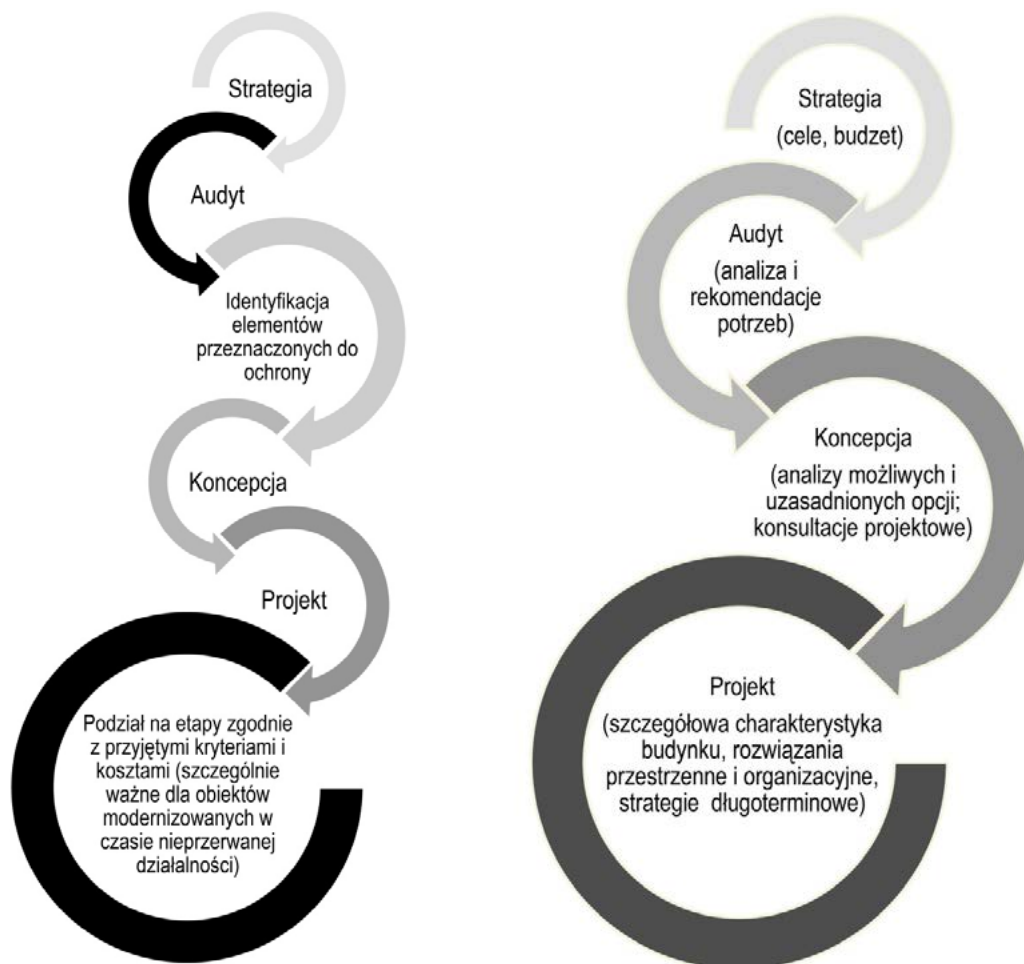 Strategia
Audyt
Identyfikacja
elementów
przeznaczonych do
ochrony
Koncepcja
Projekt
Podział na etapy zgodnie
z przyjętymi kryteriami i
kosztami (szczególnie
ważne dla obiektów
modernizowanych w
czasie nieprzerwanej
działalności)
Strategia
(cele, budzet)
Audyt
(analiza i
rekomendacje
potrzeb)
Koncepcja
(analizy możliwych i
uzasadnionych opcji;
konsultacje projektowe)
Projekt
(szczegółowa charakterystyka
budynku, rozwiązania
przestrzenne i organizacyjne,
strategie długoterminowe)